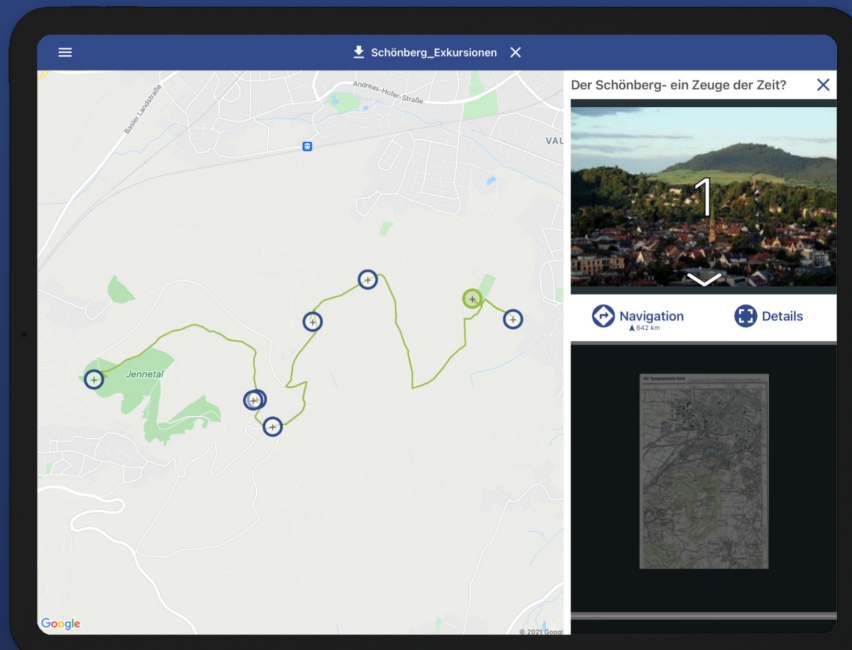 Schönberg_Exkursionen
Basler Landstraße
Andreas-Hofer-Straße
VAU
Jennetal
Google
© 2021 Googl
Der Schönberg- ein Zeuge der Zeit?
1
Navigation
642 km
Details